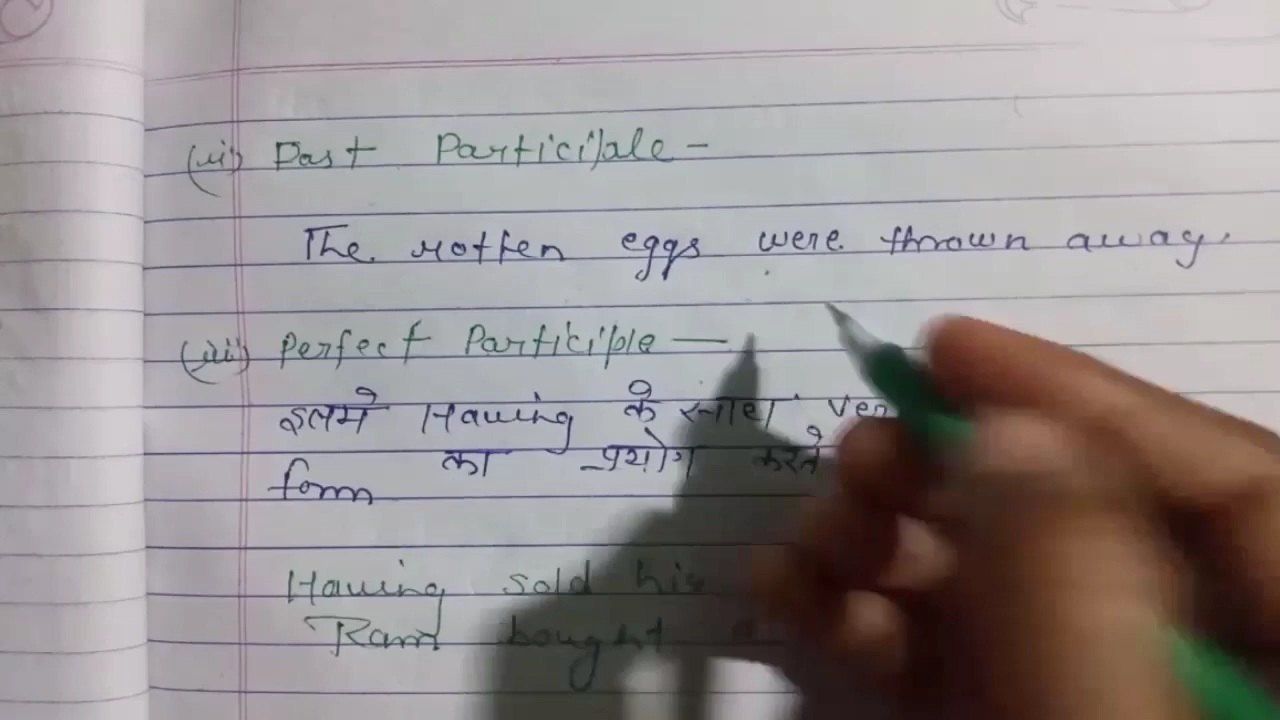 (ii) Past Participle -
The rotten eggs were thrown away.
(iii) Perfect Participle —
इसमे Having के साथ
form का प्रयोग करते
Having sold his
Ram bought a